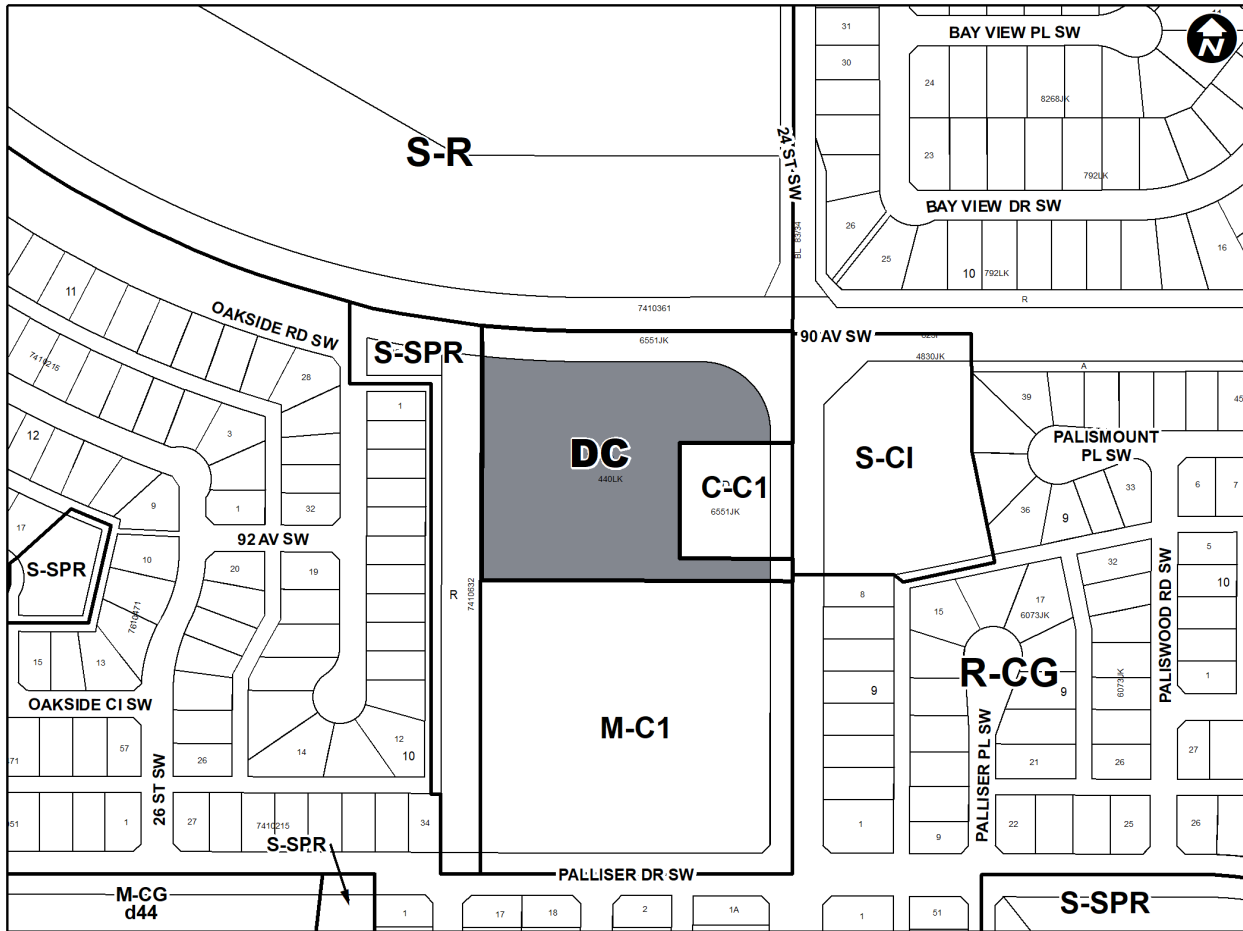 BAY VIEW PL SW
N
31
30
24
8268JK
S-R
24 ST SW
23
792LK
BAY VIEW DR SW
BL 83/34
26
25
10
792LK
16
R
11
OAKSIDE RD SW
7410361
6551JK
90 AV SW
4830JK
A
S-SPR
7410216
28
39
45
1
12
3
DC
440LK
S-CI
PALISMOUNT
PL SW
C-C1
6551JK
33
6
7
9
1
32
36
9
17
92 AV SW
5
S-SPR
10
20
19
32
10
R
7410632
8
15
17
6073JK
7610471
PALISWOOD RD SW
15
13
R-CG
9
9
6073JK
1
OAKSIDE CI SW
M-C1
PALLISER PL SW
57
14
12
10
26
21
26
27
26 ST SW
1
27
7410215
34
1
9
22
25
26
S-SPR
PALLISER DR SW
M-CG
d44
1
17
18
2
1A
1
51
S-SPR